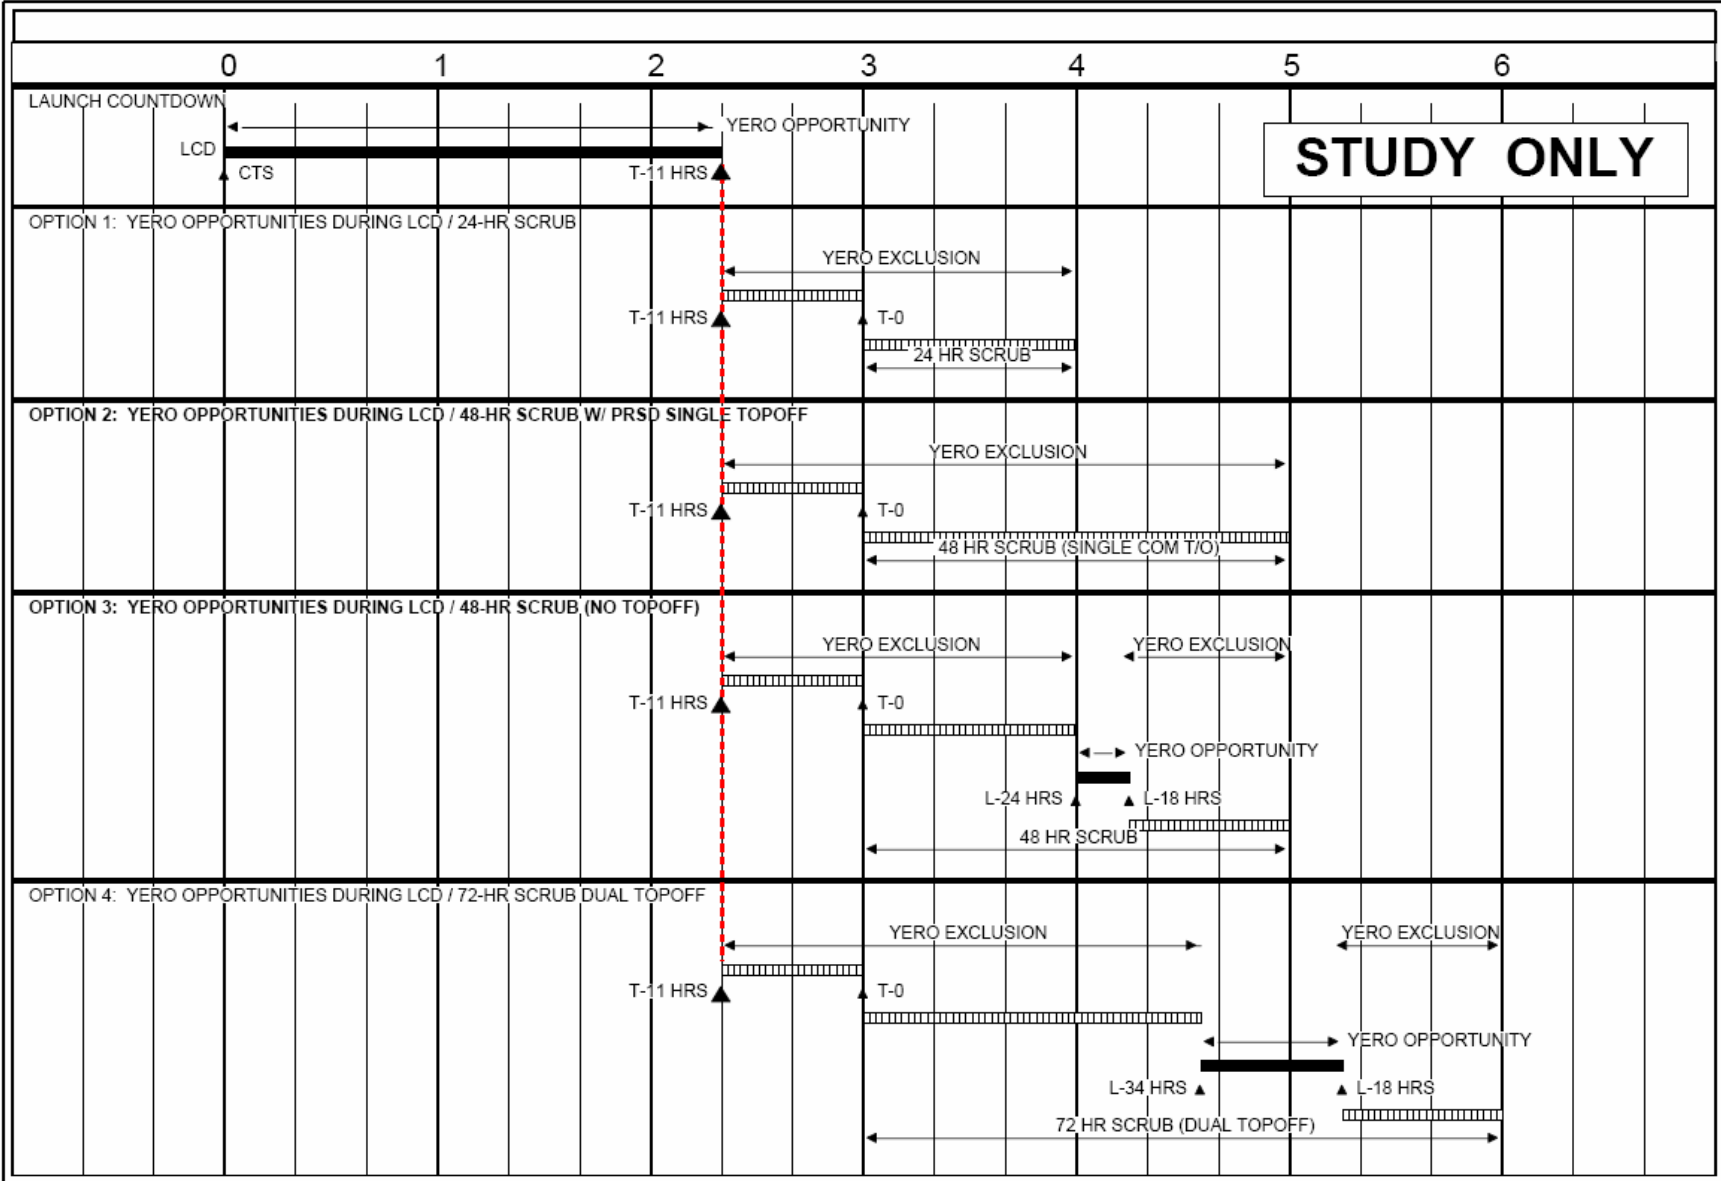 0 1 2 3 4 5 6
LAUNCH COUNTDOWN
YERO OPPORTUNITY
STUDY ONLY
LCD
CTS
T-11 HRS
OPTION 1: YERO OPPORTUNITIES DURING LCD / 24-HR SCRUB
YERO EXCLUSION
T-11 HRS
T-0
24 HR SCRUB
OPTION 2: YERO OPPORTUNITIES DURING LCD / 48-HR SCRUB W/ PRSD SINGLE TOPOFF
YERO EXCLUSION
T-11 HRS
T-0
48 HR SCRUB (SINGLE COM T/O)
OPTION 3: YERO OPPORTUNITIES DURING LCD / 48-HR SCRUB (NO TOPOFF)
YERO EXCLUSION
YERO EXCLUSION
T-11 HRS
T-0
YERO OPPORTUNITY
L-24 HRS
L-18 HRS
48 HR SCRUB
OPTION 4: YERO OPPORTUNITIES DURING LCD / 72-HR SCRUB DUAL TOPOFF
YERO EXCLUSION
YERO EXCLUSION
T-11 HRS
T-0
YERO OPPORTUNITY
L-34 HRS
L-18 HRS
72 HR SCRUB (DUAL TOPOFF)